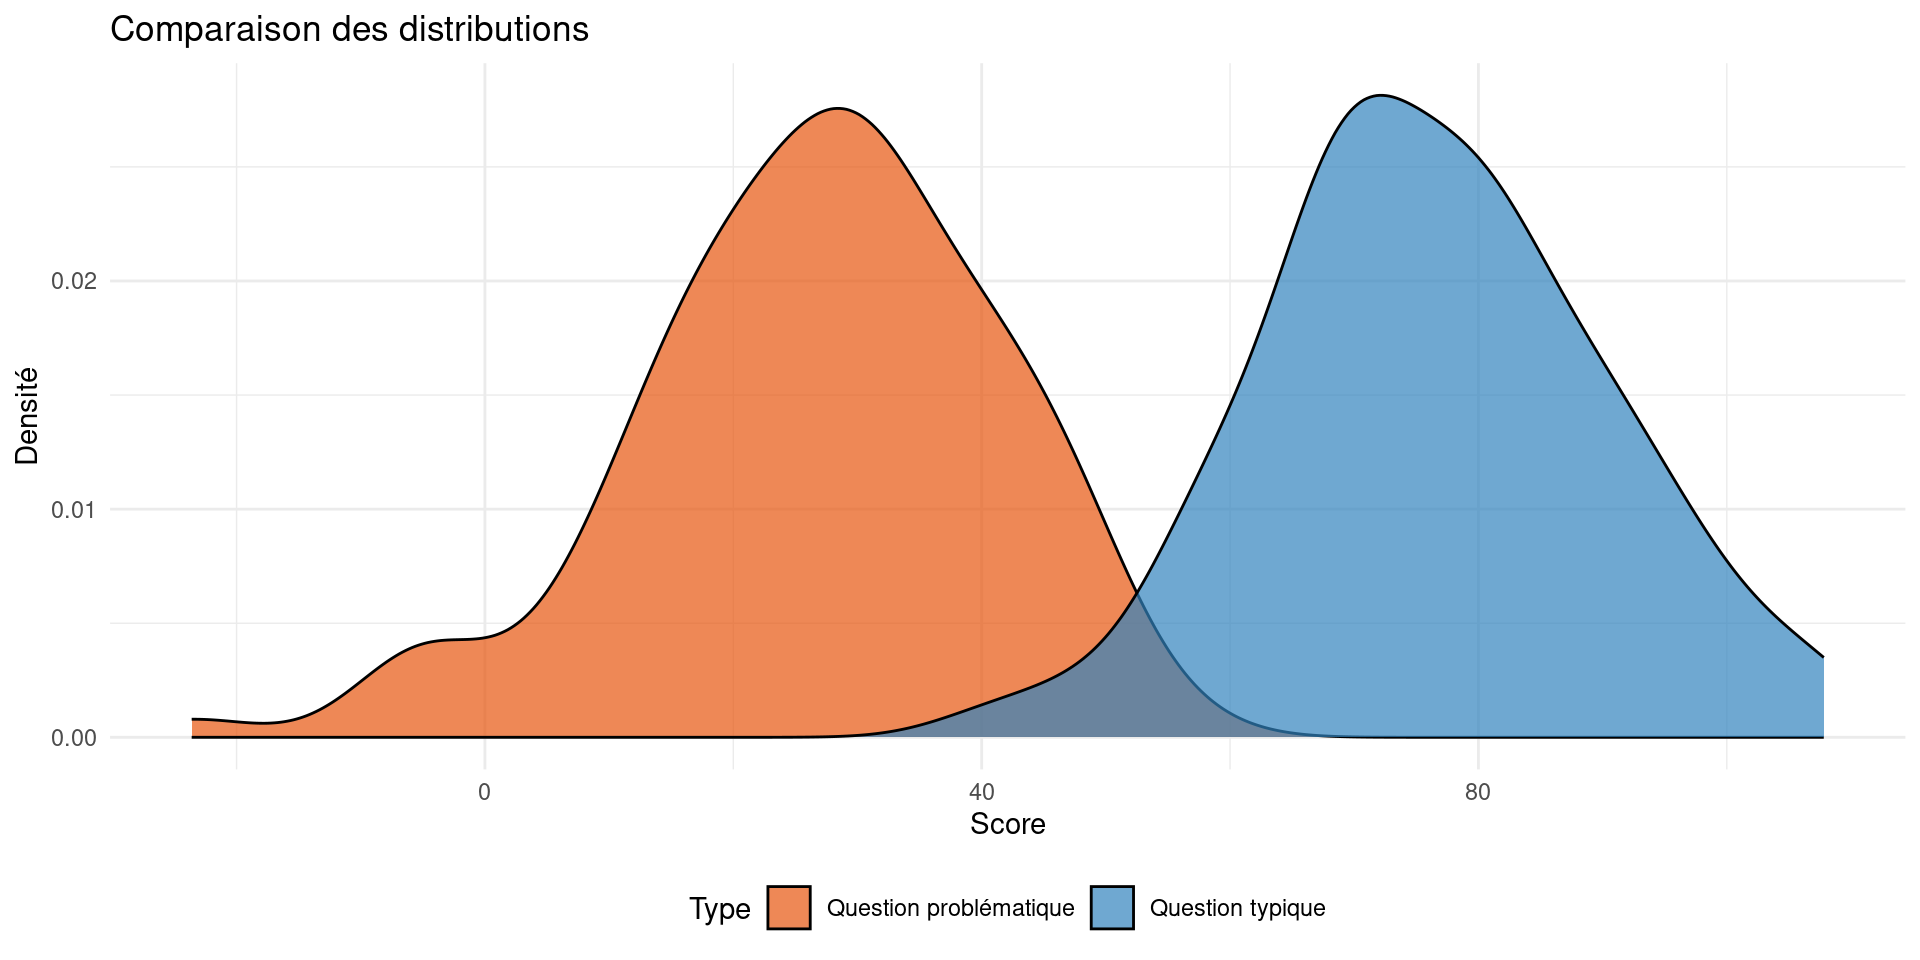 Comparaison des distributions
Densité
0.02
0.01
0.00
0 40 80
Score
Type Question problématique Question typique